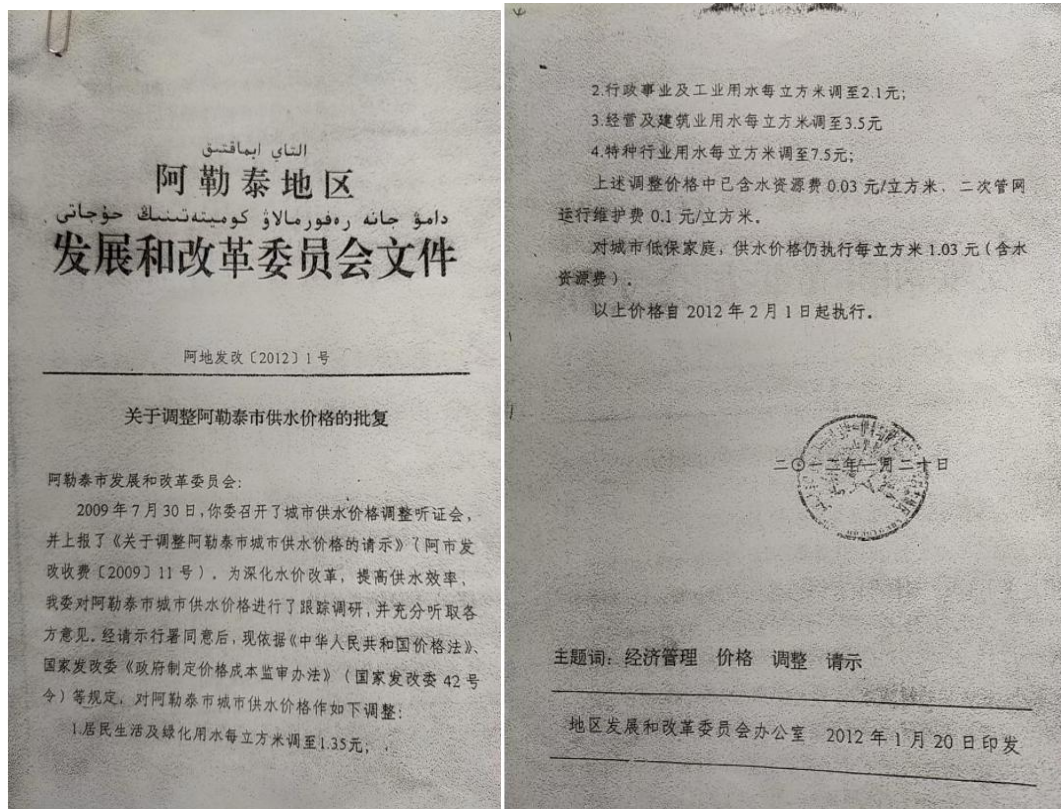 التاي ايماقتىق
阿勒泰地区
دامۋ جانە رەفورمالاۋ كوميتەتىنىڭ حۇجاتى
发展和改革委员会文件
阿地发改〔2012〕1号
关于调整阿勒泰市供水价格的批复
阿勒泰市发展和改革委员会:
2009年7月30日,你委召开了城市供水价格调整听证会,
并上报了《关于调整阿勒泰市城市供水价格的请示》(阿市发
改收费〔2009〕11号)。为深化水价改革,提高供水效率,
我委对阿勒泰市城市供水价格进行了跟踪调研,并充分听取各
方意见。经请示行署同意后,现依据《中华人民共和国价格法》、
国家发改委《政府制定价格成本监审办法》(国家发改委42号
令)等规定,对阿勒泰市城市供水价格作如下调整:
1.居民生活及绿化用水每立方米调至1.35元;
2.行政事业及工业用水每立方米调至2.1元;
3.经营及建筑业用水每立方米调至3.5元
4.特种行业用水每立方米调至7.5元;
上述调整价格中已含水资源费0.03元/立方米、二次管网
运行维护费0.1元/立方米。
对城市低保家庭,供水价格仍执行每立方米1.03元(含水
资源费)。
以上价格自2012年2月1日起执行。
二〇一二年一月二十日
主题词:经济管理 价格 调整 请示
地区发展和改革委员会办公室 2012年1月20日印发